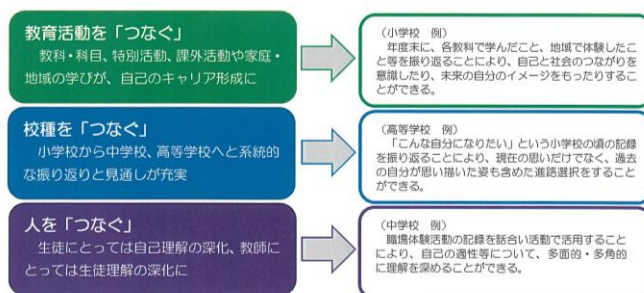 教育活動を「つなぐ」
教科・科目、特別活動、課外活動や家庭・
地域の学びが、自己のキャリア形成に
（小学校　例）
年度末に、各教科で学んだこと、地域で体験したこ
と等を振り返ることにより、自己と社会のつながりを
意識したり、未来の自分のイメージをもったりするこ
とができる。
校種を「つなぐ」
小学校から中学校、高等学校へと系統的
な振り返りと見通しが充実
（高等学校　例）
「こんな自分になりたい」という小学校の頃の記録
を振り返ることにより、現在の思いだけでなく、過去
の自分が思い描いた姿も含めた進路選択をすること
ができる。
人を「つなぐ」
生徒にとっては自己理解の深化、教師に
とっては生徒理解の深化に
（中学校　例）
職場体験活動の記録を話合い活動で活用すること
により、自己の適性等について、多面的・多角的
に理解を深めることができる。